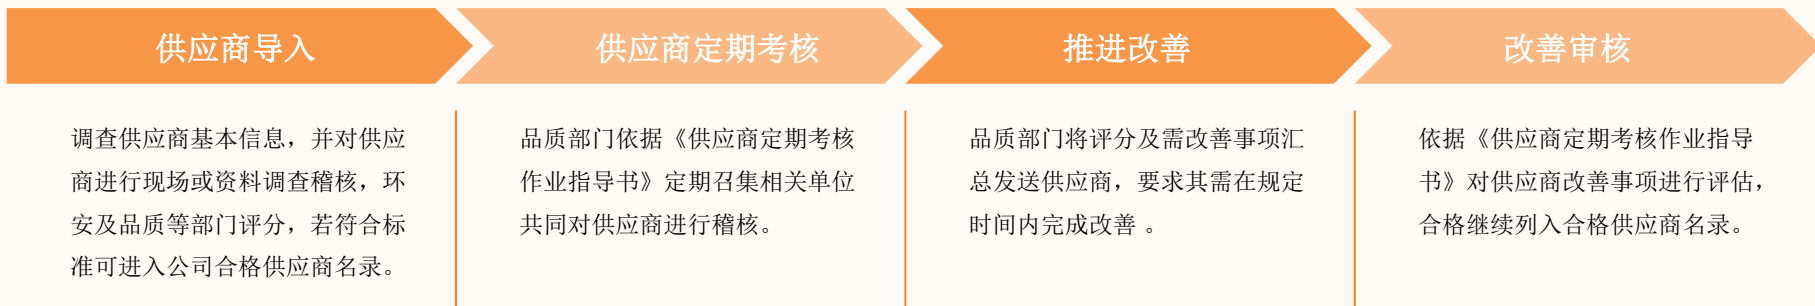 供应商导入
供应商定期考核
推进改善
改善审核
调查供应商基本信息，并对供应
商进行现场或资料调查稽核，环
安及品质等部门评分，若符合标
准可进入公司合格供应商名录。
品质部门依据《供应商定期考核
作业指导书》定期召集相关单位
共同对供应商进行稽核。
品质部门将评分及需改善事项汇
总发送供应商，要求其需在规定
时间内完成改善 。
依据《供应商定期考核作业指导
书》对供应商改善事项进行评估，
合格继续列入合格供应商名录。